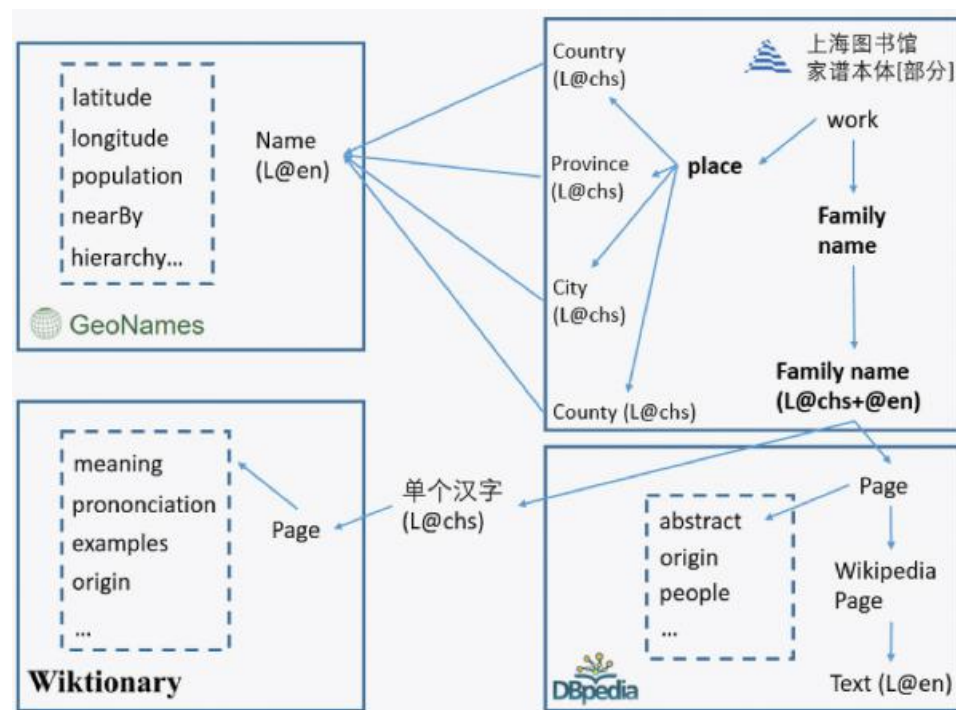 latitude
longitude
population
nearBy
hierarchy...
Name
(L@en)
GeoNames
Country
(L@chs)
Province
(L@chs)
City
(L@chs)
County (L@chs)
place
上海图书馆
家谱本体[部分]
work
Family
name
Family name
(L@chs+@en)
meaning
prononciation
examples
origin
...
Page
Wiktionary
单个汉字
(L@chs)
Page
abstract
origin
people
...
Wikipedia
Page
Text (L@en)
DBpedia